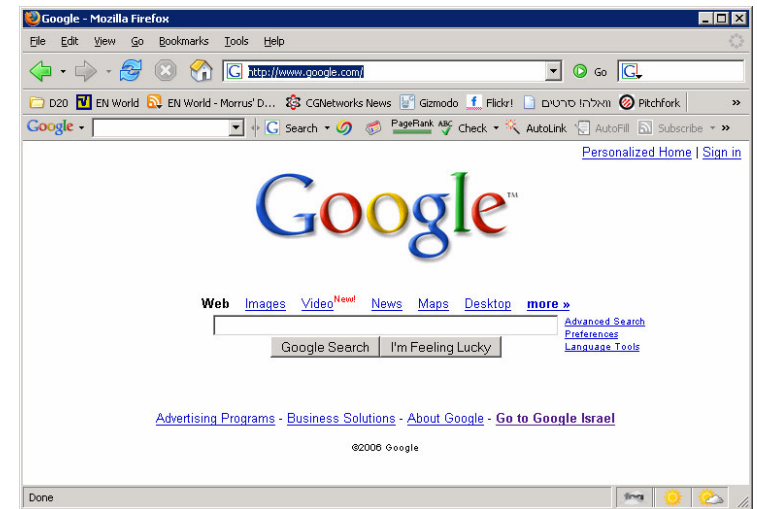 Google - Mozilla Firefox
File Edit View Go Bookmarks Tools Help
http://www.google.com/ Go
D20 EN World EN World - Morrus' D... CGNetworks News Gizmodo Flickr! וואלה! סרטים Pitchfork »
Google Search PageRank ABC Check AutoLink AutoFill Subscribe »
Personalized Home | Sign in
Google™
Web Images Video New! News Maps Desktop more »
Advanced Search
Preferences
Google Search I'm Feeling Lucky Language Tools
Advertising Programs - Business Solutions - About Google - Go to Google Israel
©2006 Google
Done